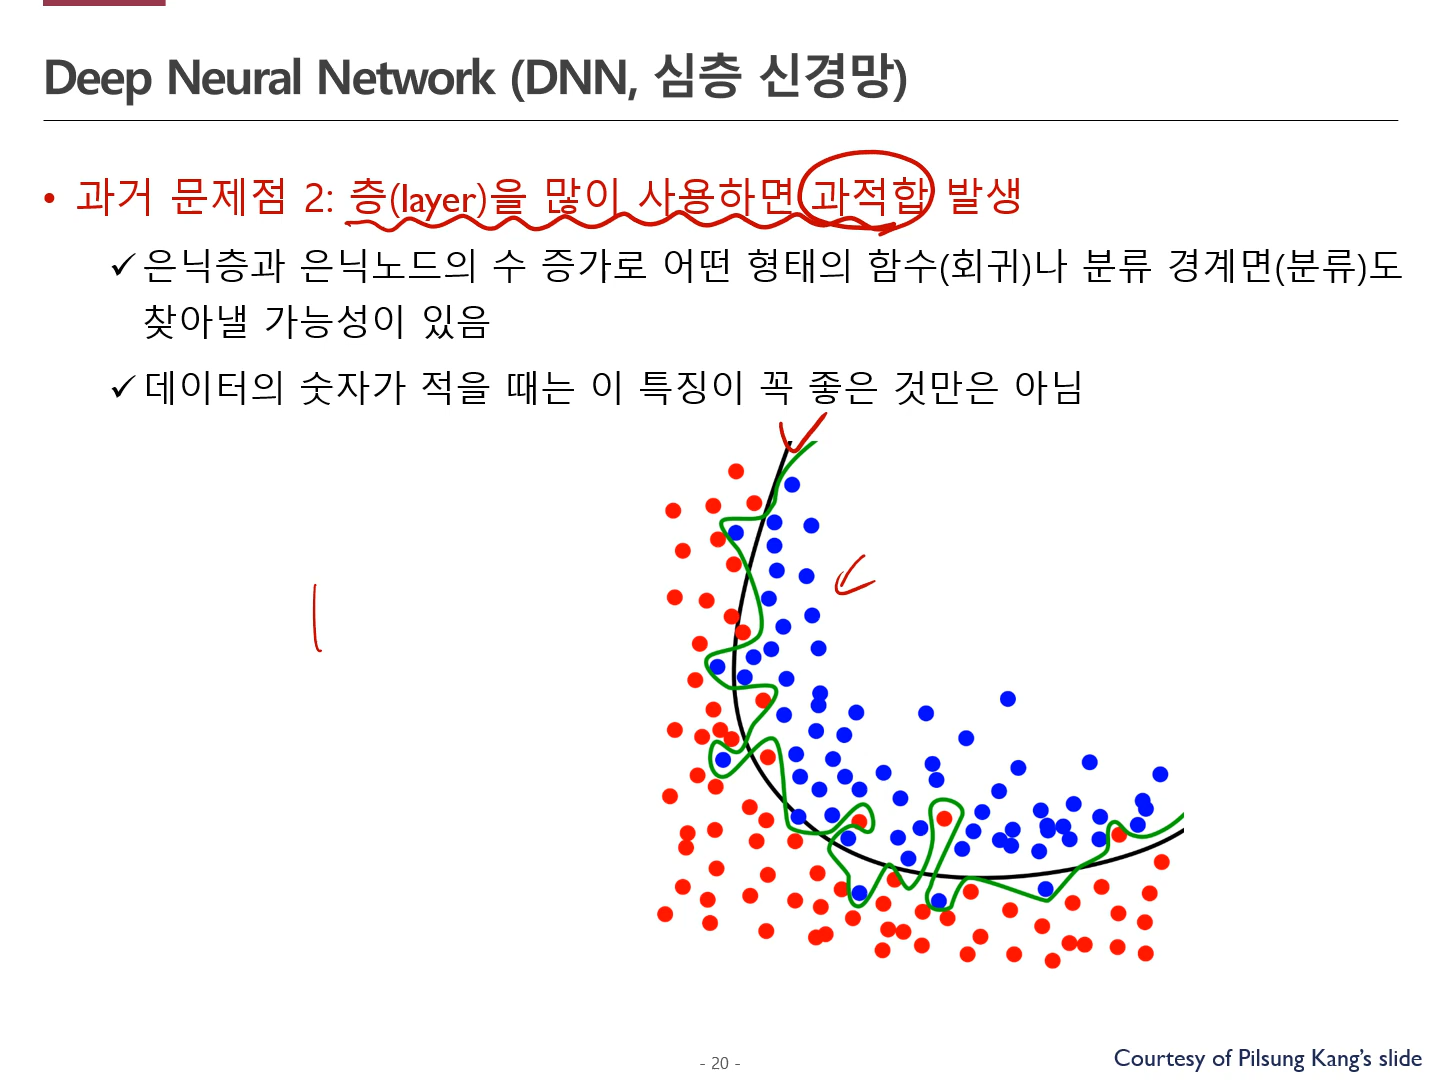 Deep Neural Network (DNN, 심층 신경망)
• 과거 문제점 2: 층(layer)을 많이 사용하면 과적합 발생
✓ 은닉층과 은닉노드의 수 증가로 어떤 형태의 함수(회귀)나 분류 경계면(분류)도
찾아낼 가능성이 있음
✓ 데이터의 숫자가 적을 때는 이 특징이 꼭 좋은 것만은 아님
- 20 -
Courtesy of Pilsung Kang's slide